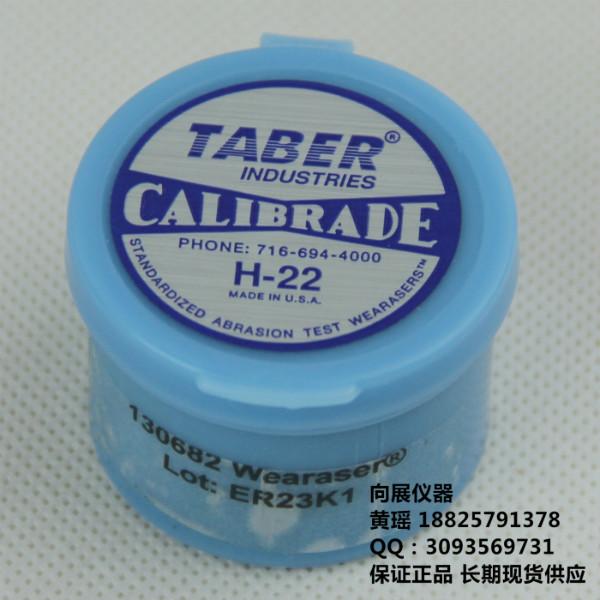 TABER®
INDUSTRIES
CALIBRADE
PHONE: 716-694-4000
H-22
MADE IN U.S.A.
STANDARDIZED ABRASION TEST WEARASERS™
130682 Wearaser®
Lot: ER23K1
向展仪器
黄瑶 18825791378
QQ：3093569731
保证正品 长期现货供应